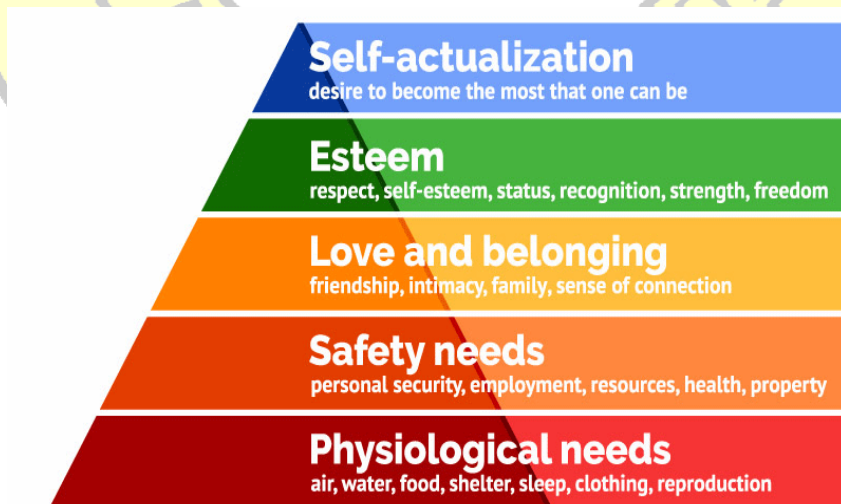 Self-actualization
desire to become the most that one can be
Esteem
respect, self-esteem, status, recognition, strength, freedom
Love and belonging
friendship, intimacy, family, sense of connection
Safety needs
personal security, employment, resources, health, property
Physiological needs
air, water, food, shelter, sleep, clothing, reproduction